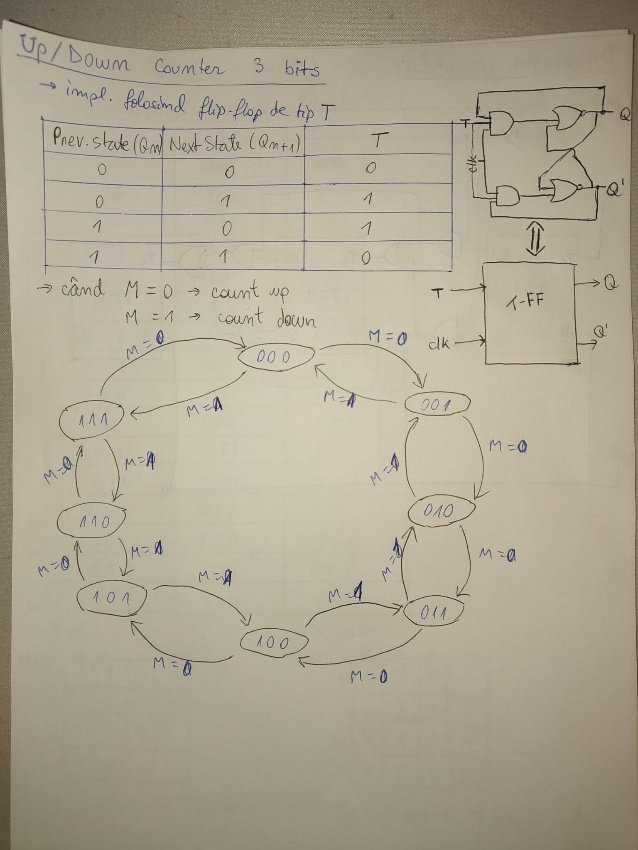 Up/Down Counter 3 bits
→ impl. folosind flip-flop de tip T
Prev. state (Qn) Next State (Qn+1) T
0 0 0
0 1 1
1 0 1
1 1 0
T
clk
Q
Q'
T
clk
T-FF
Q
Q'
→ când M = 0 → count up
M = 1 → count down
M=0
000
M=0
M=1
M=1
111
001
M=0
M=1
M=1
M=0
110
010
M=0
M=1
M=1
M=0
101
M=1
M=1
011
100
M=0
M=0